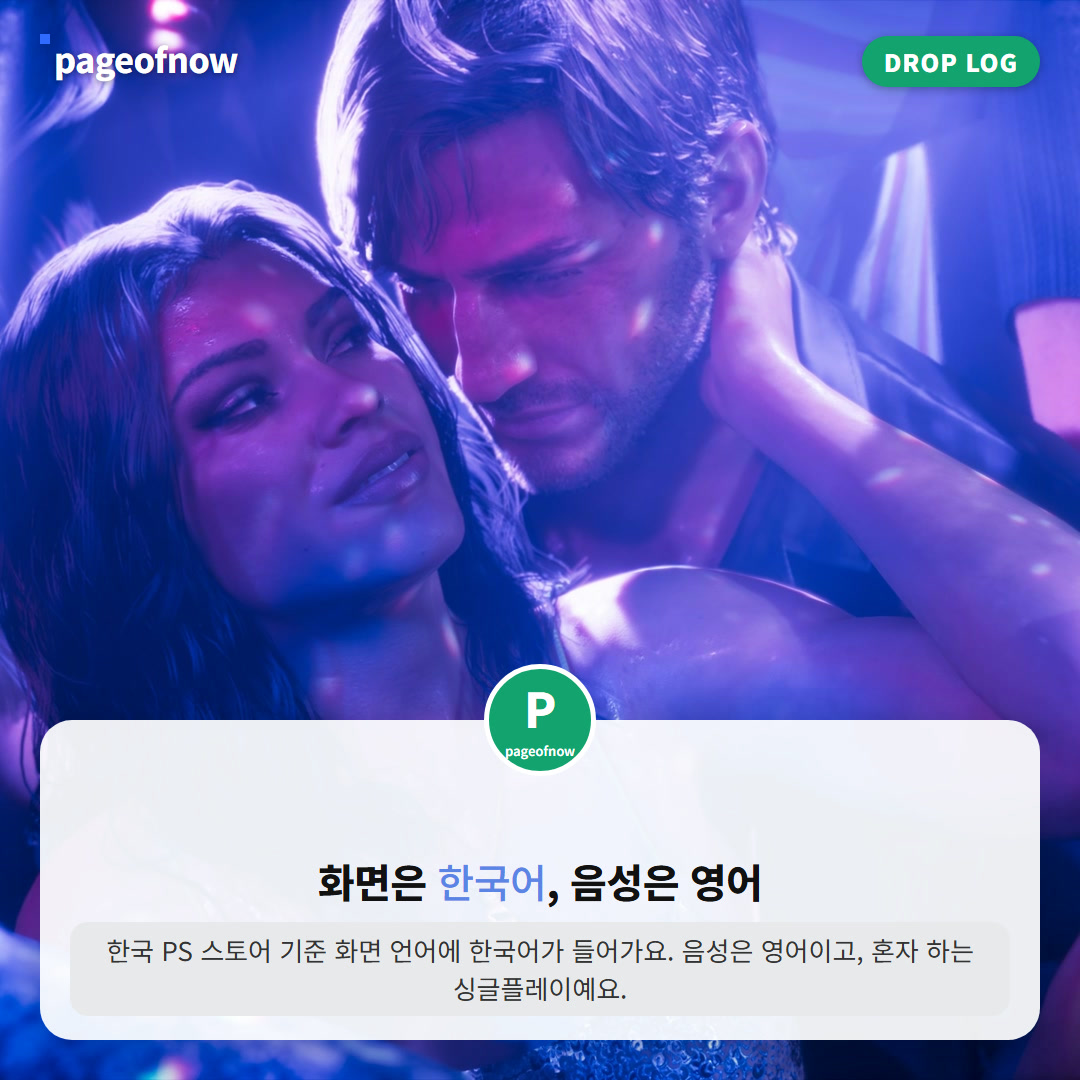 pageofnow
DROP LOG
P
pageofnow
화면은 한국어, 음성은 영어
한국 PS 스토어 기준 화면 언어에 한국어가 들어가요. 음성은 영어이고, 혼자 하는
싱글플레이예요.